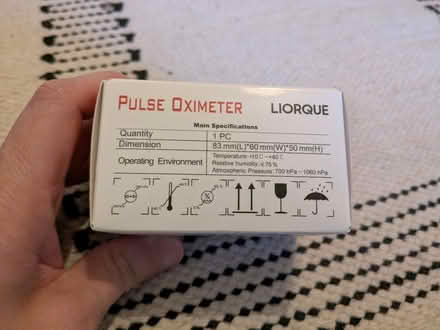 PULSE OXIMETER
LIORQUE
Main Specifications
Quantity 1 PC
Dimension 83 mm(L)*60 mm(W)*50 mm(H)
Operating Environment
Temperature: +10℃~+40℃
Relative humidity: ≤75 %
Atmospheric Pressure: 700 hPa ~ 1060 hPa